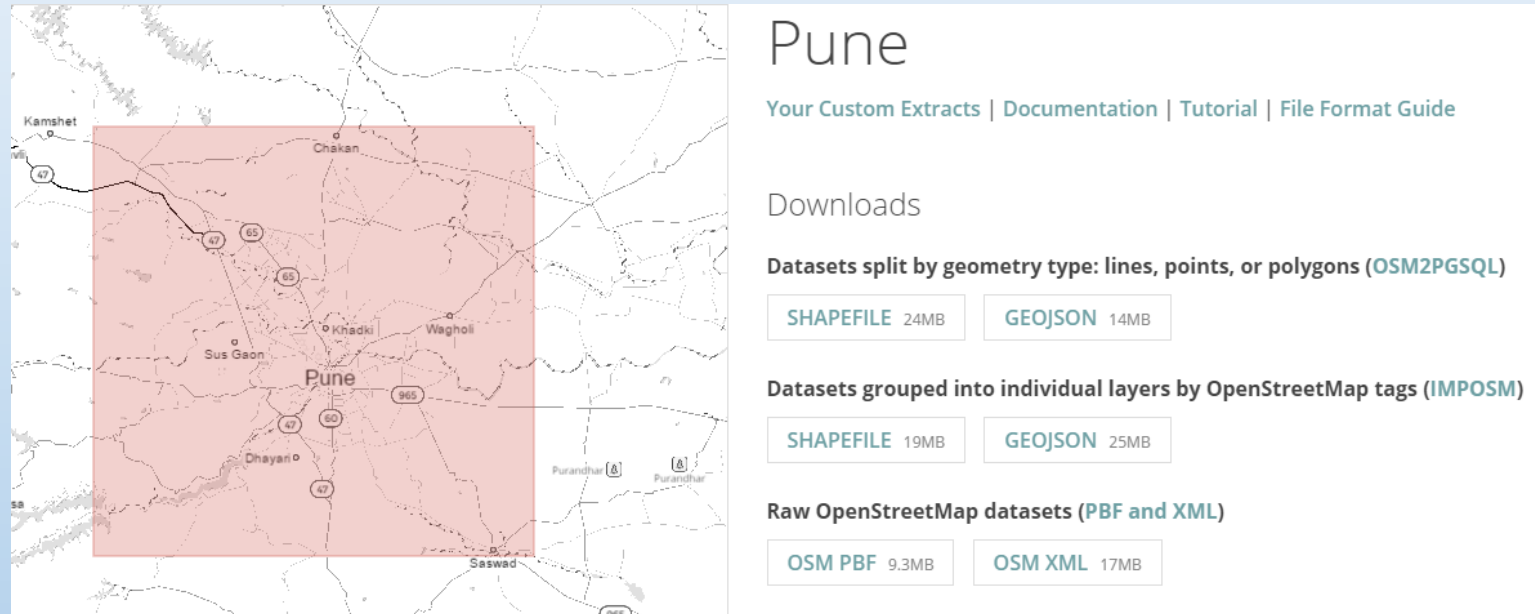 Kamshet
47
Chakan
47
65
65
Khadki
Wagholi
Sus Gaon
Pune
965
47
60
Dhayari
47
Purandhar
Purandhar
Saswad
Pune
Your Custom Extracts | Documentation | Tutorial | File Format Guide
Downloads
Datasets split by geometry type: lines, points, or polygons (OSM2PGSQL)
SHAPEFILE 24MB GEOJSON 14MB
Datasets grouped into individual layers by OpenStreetMap tags (IMPOSM)
SHAPEFILE 19MB GEOJSON 25MB
Raw OpenStreetMap datasets (PBF and XML)
OSM PBF 9.3MB OSM XML 17MB